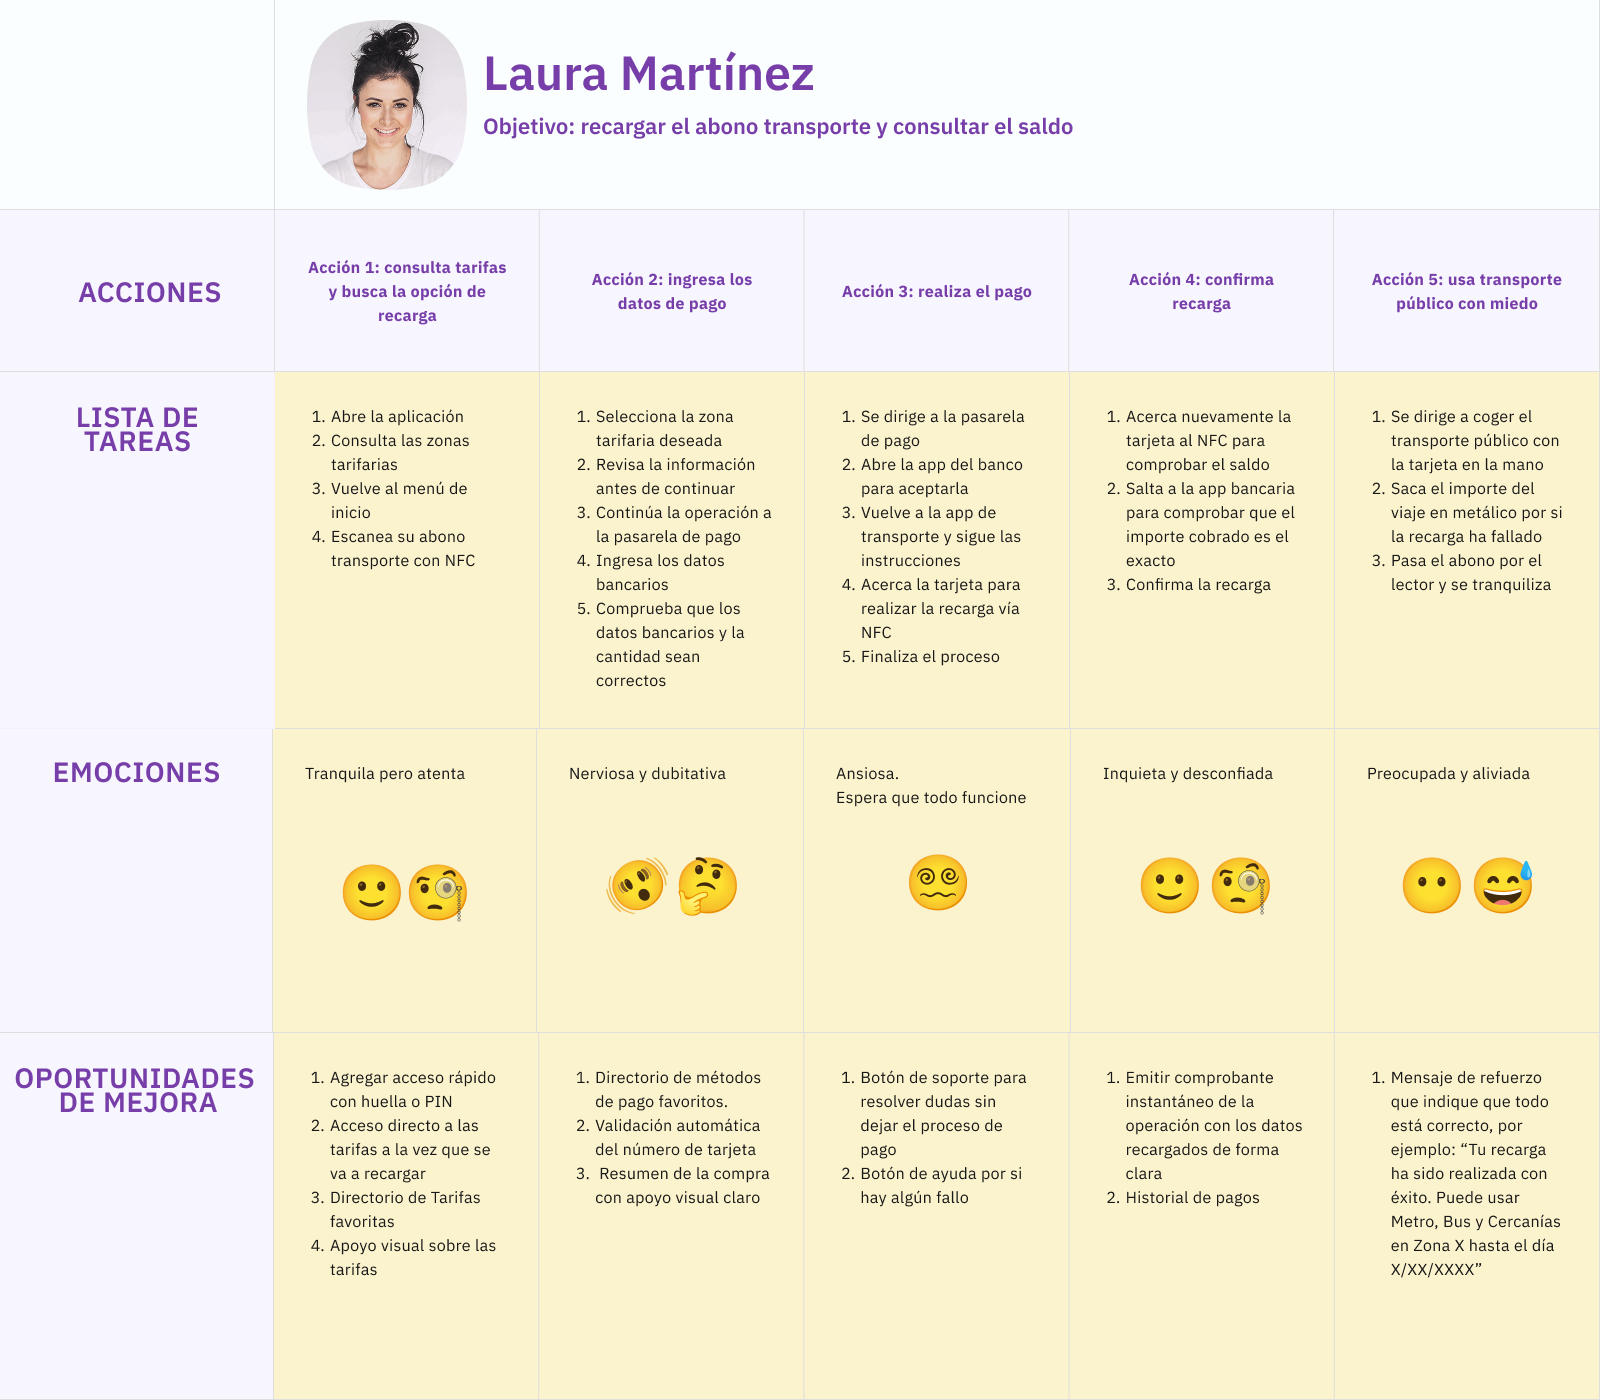 Laura Martínez
Objetivo: recargar el abono transporte y consultar el saldo
ACCIONES
Acción 1: consulta tarifas
y busca la opción de
recarga
Acción 2: ingresa los
datos de pago
Acción 3: realiza el pago
Acción 4: confirma
recarga
Acción 5: usa transporte
público con miedo
LISTA DE
TAREAS
1. Abre la aplicación
2. Consulta las zonas
tarifarias
3. Vuelve al menú de
inicio
4. Escanea su abono
transporte con NFC
1. Selecciona la zona
tarifaria deseada
2. Revisa la información
antes de continuar
3. Continúa la operación a
la pasarela de pago
4. Ingresa los datos
bancarios
5. Comprueba que los
datos bancarios y la
cantidad sean
correctos
1. Se dirige a la pasarela
de pago
2. Abre la app del banco
para aceptarla
3. Vuelve a la app de
transporte y sigue las
instrucciones
4. Acerca la tarjeta para
realizar la recarga vía
NFC
5. Finaliza el proceso
1. Acerca nuevamente la
tarjeta al NFC para
comprobar el saldo
2. Salta a la app bancaria
para comprobar que el
importe cobrado es el
exacto
3. Confirma la recarga
1. Se dirige a coger el
transporte público con
la tarjeta en la mano
2. Saca el importe del
viaje en metálico por si
la recarga ha fallado
3. Pasa el abono por el
lector y se tranquiliza
EMOCIONES
Tranquila pero atenta
Nerviosa y dubitativa
Ansiosa.
Espera que todo funcione
Inquieta y desconfiada
Preocupada y aliviada
OPORTUNIDADES
DE MEJORA
1. Agregar acceso rápido
con huella o PIN
2. Acceso directo a las
tarifas a la vez que se
va a recargar
3. Directorio de Tarifas
favoritas
4. Apoyo visual sobre las
tarifas
1. Directorio de métodos
de pago favoritos.
2. Validación automática
del número de tarjeta
3. Resumen de la compra
con apoyo visual claro
1. Botón de soporte para
resolver dudas sin
dejar el proceso de
pago
2. Botón de ayuda por si
hay algún fallo
1. Emitir comprobante
instantáneo de la
operación con los datos
recargados de forma
clara
2. Historial de pagos
1. Mensaje de refuerzo
que indique que todo
está correcto, por
ejemplo: “Tu recarga
ha sido realizada con
éxito. Puede usar
Metro, Bus y Cercanías
en Zona X hasta el día
X/XX/XXXX”